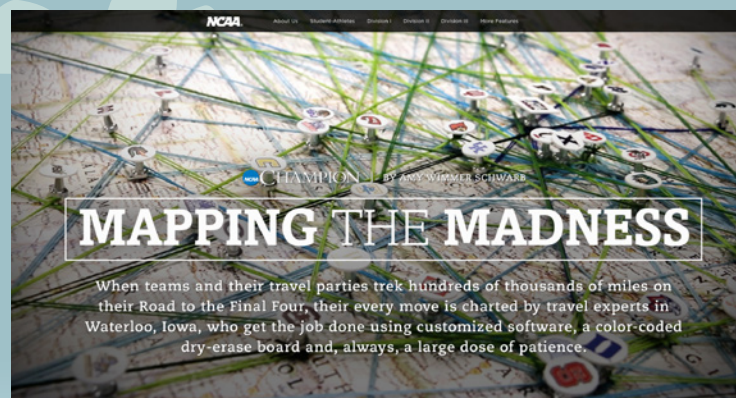 NCAA
About Us Student-Athletes Division I Division II Division III More Features
NCAA CHAMPION | BY AMY WIMMER SCHWARB
MAPPING THE MADNESS
When teams and their travel parties trek hundreds of thousands of miles on
their Road to the Final Four, their every move is charted by travel experts in
Waterloo, Iowa, who get the job done using customized software, a color-coded
dry-erase board and, always, a large dose of patience.